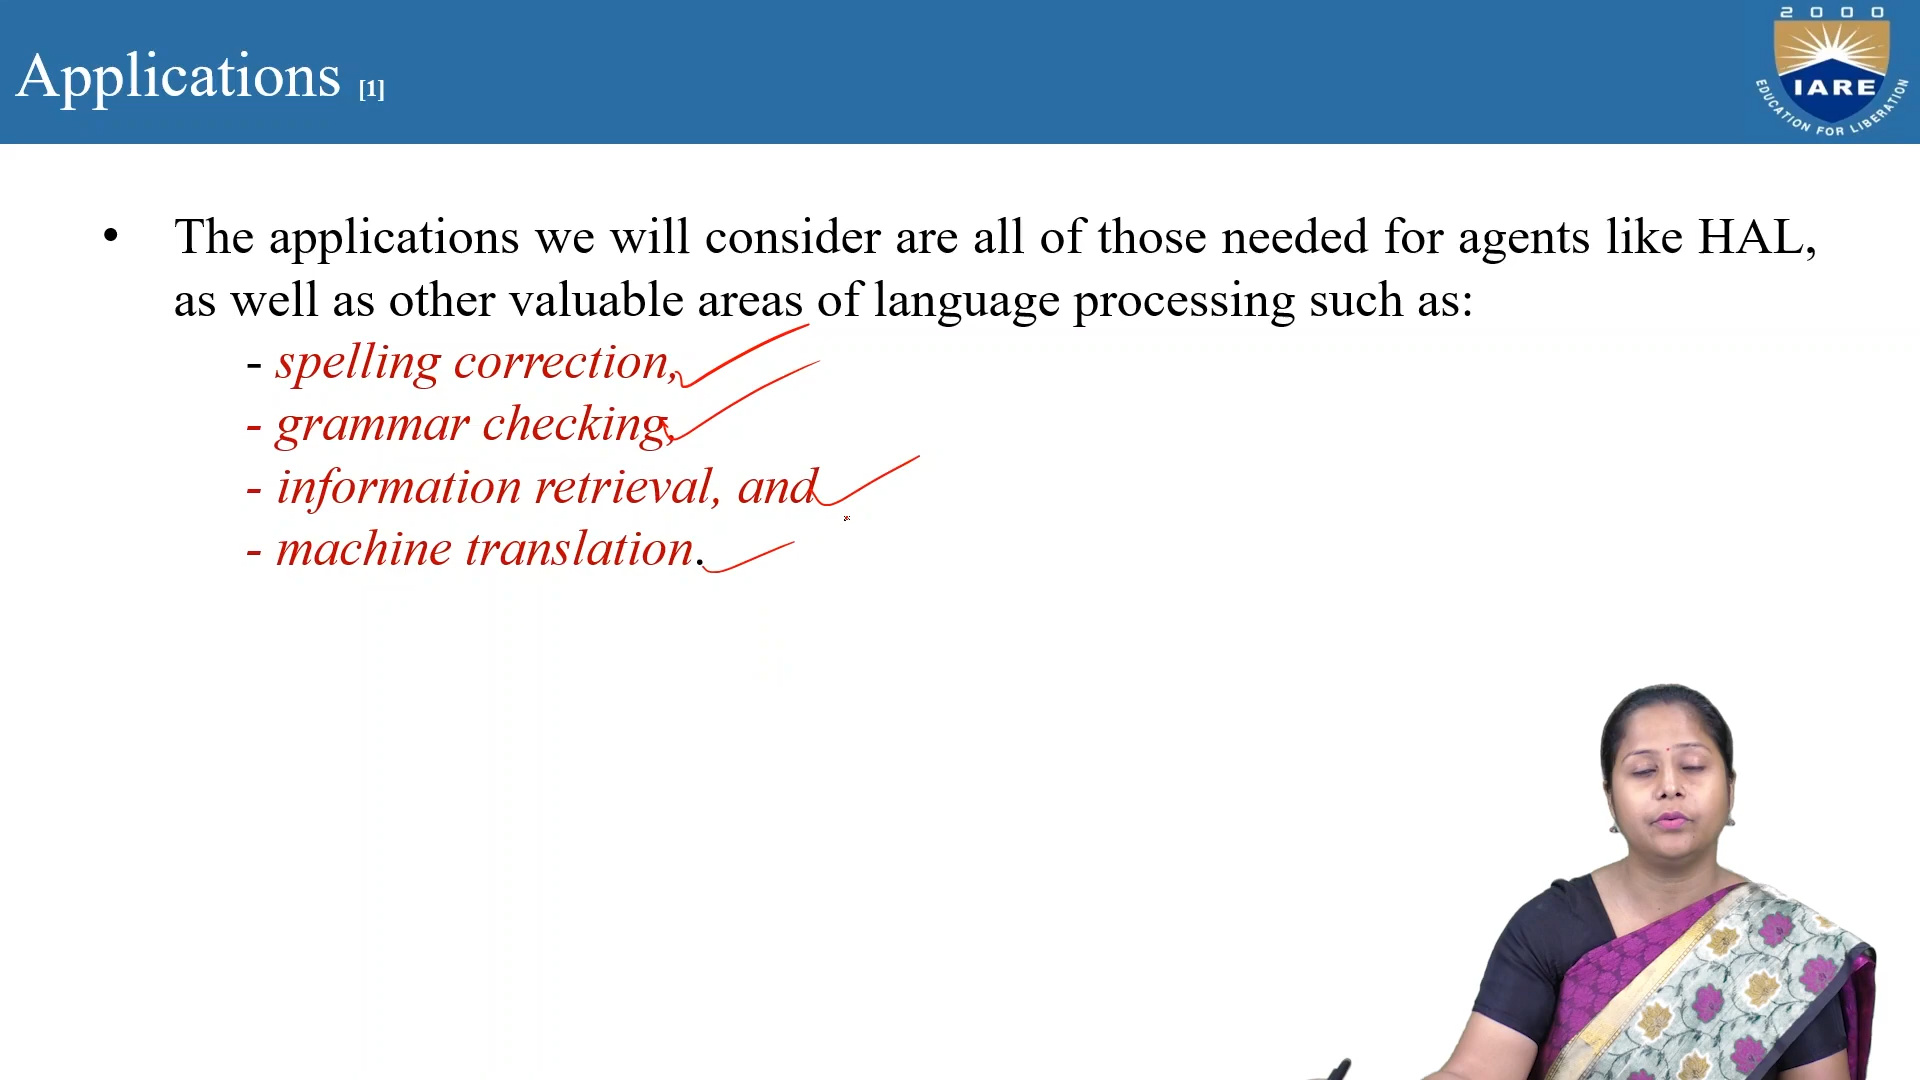 Applications [1]
2 0 0 0
IARE
EDUCATION FOR LIBERATION
• The applications we will consider are all of those needed for agents like HAL,
as well as other valuable areas of language processing such as:
- spelling correction,
- grammar checking,
- information retrieval, and
- machine translation.